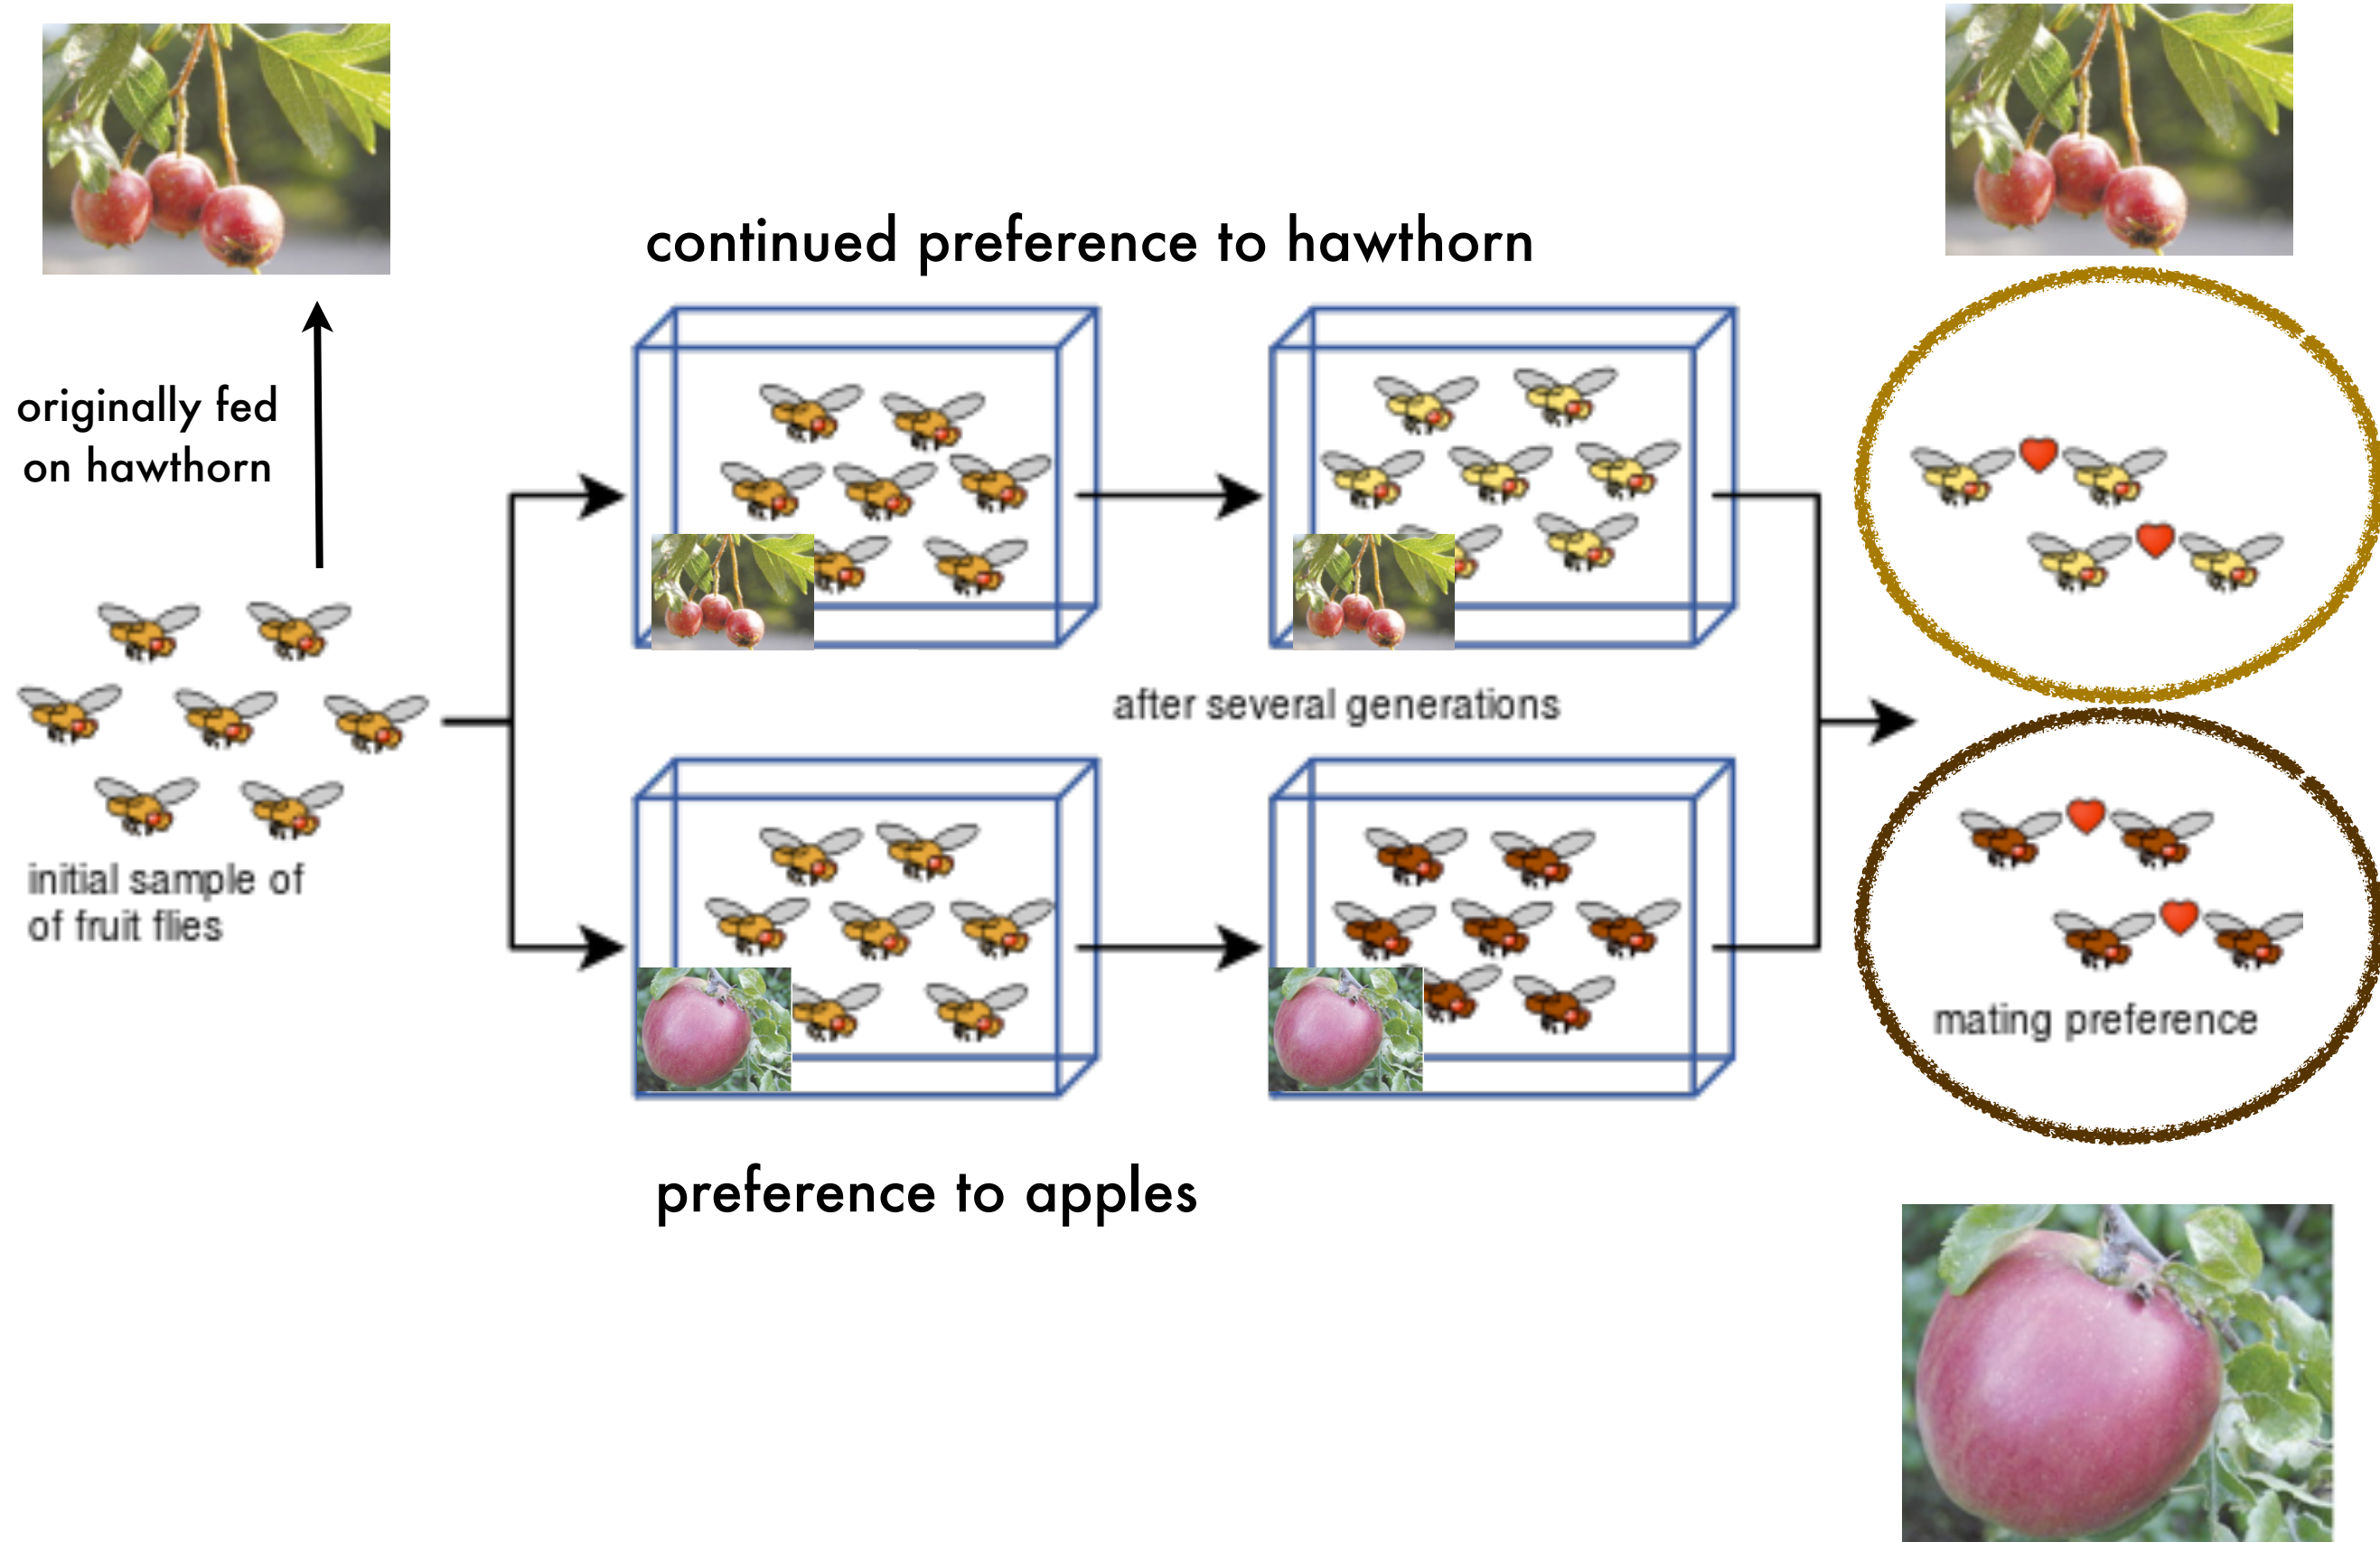 continued preference to hawthorn
originally fed
on hawthorn
after several generations
initial sample of
of fruit flies
mating preference
preference to apples